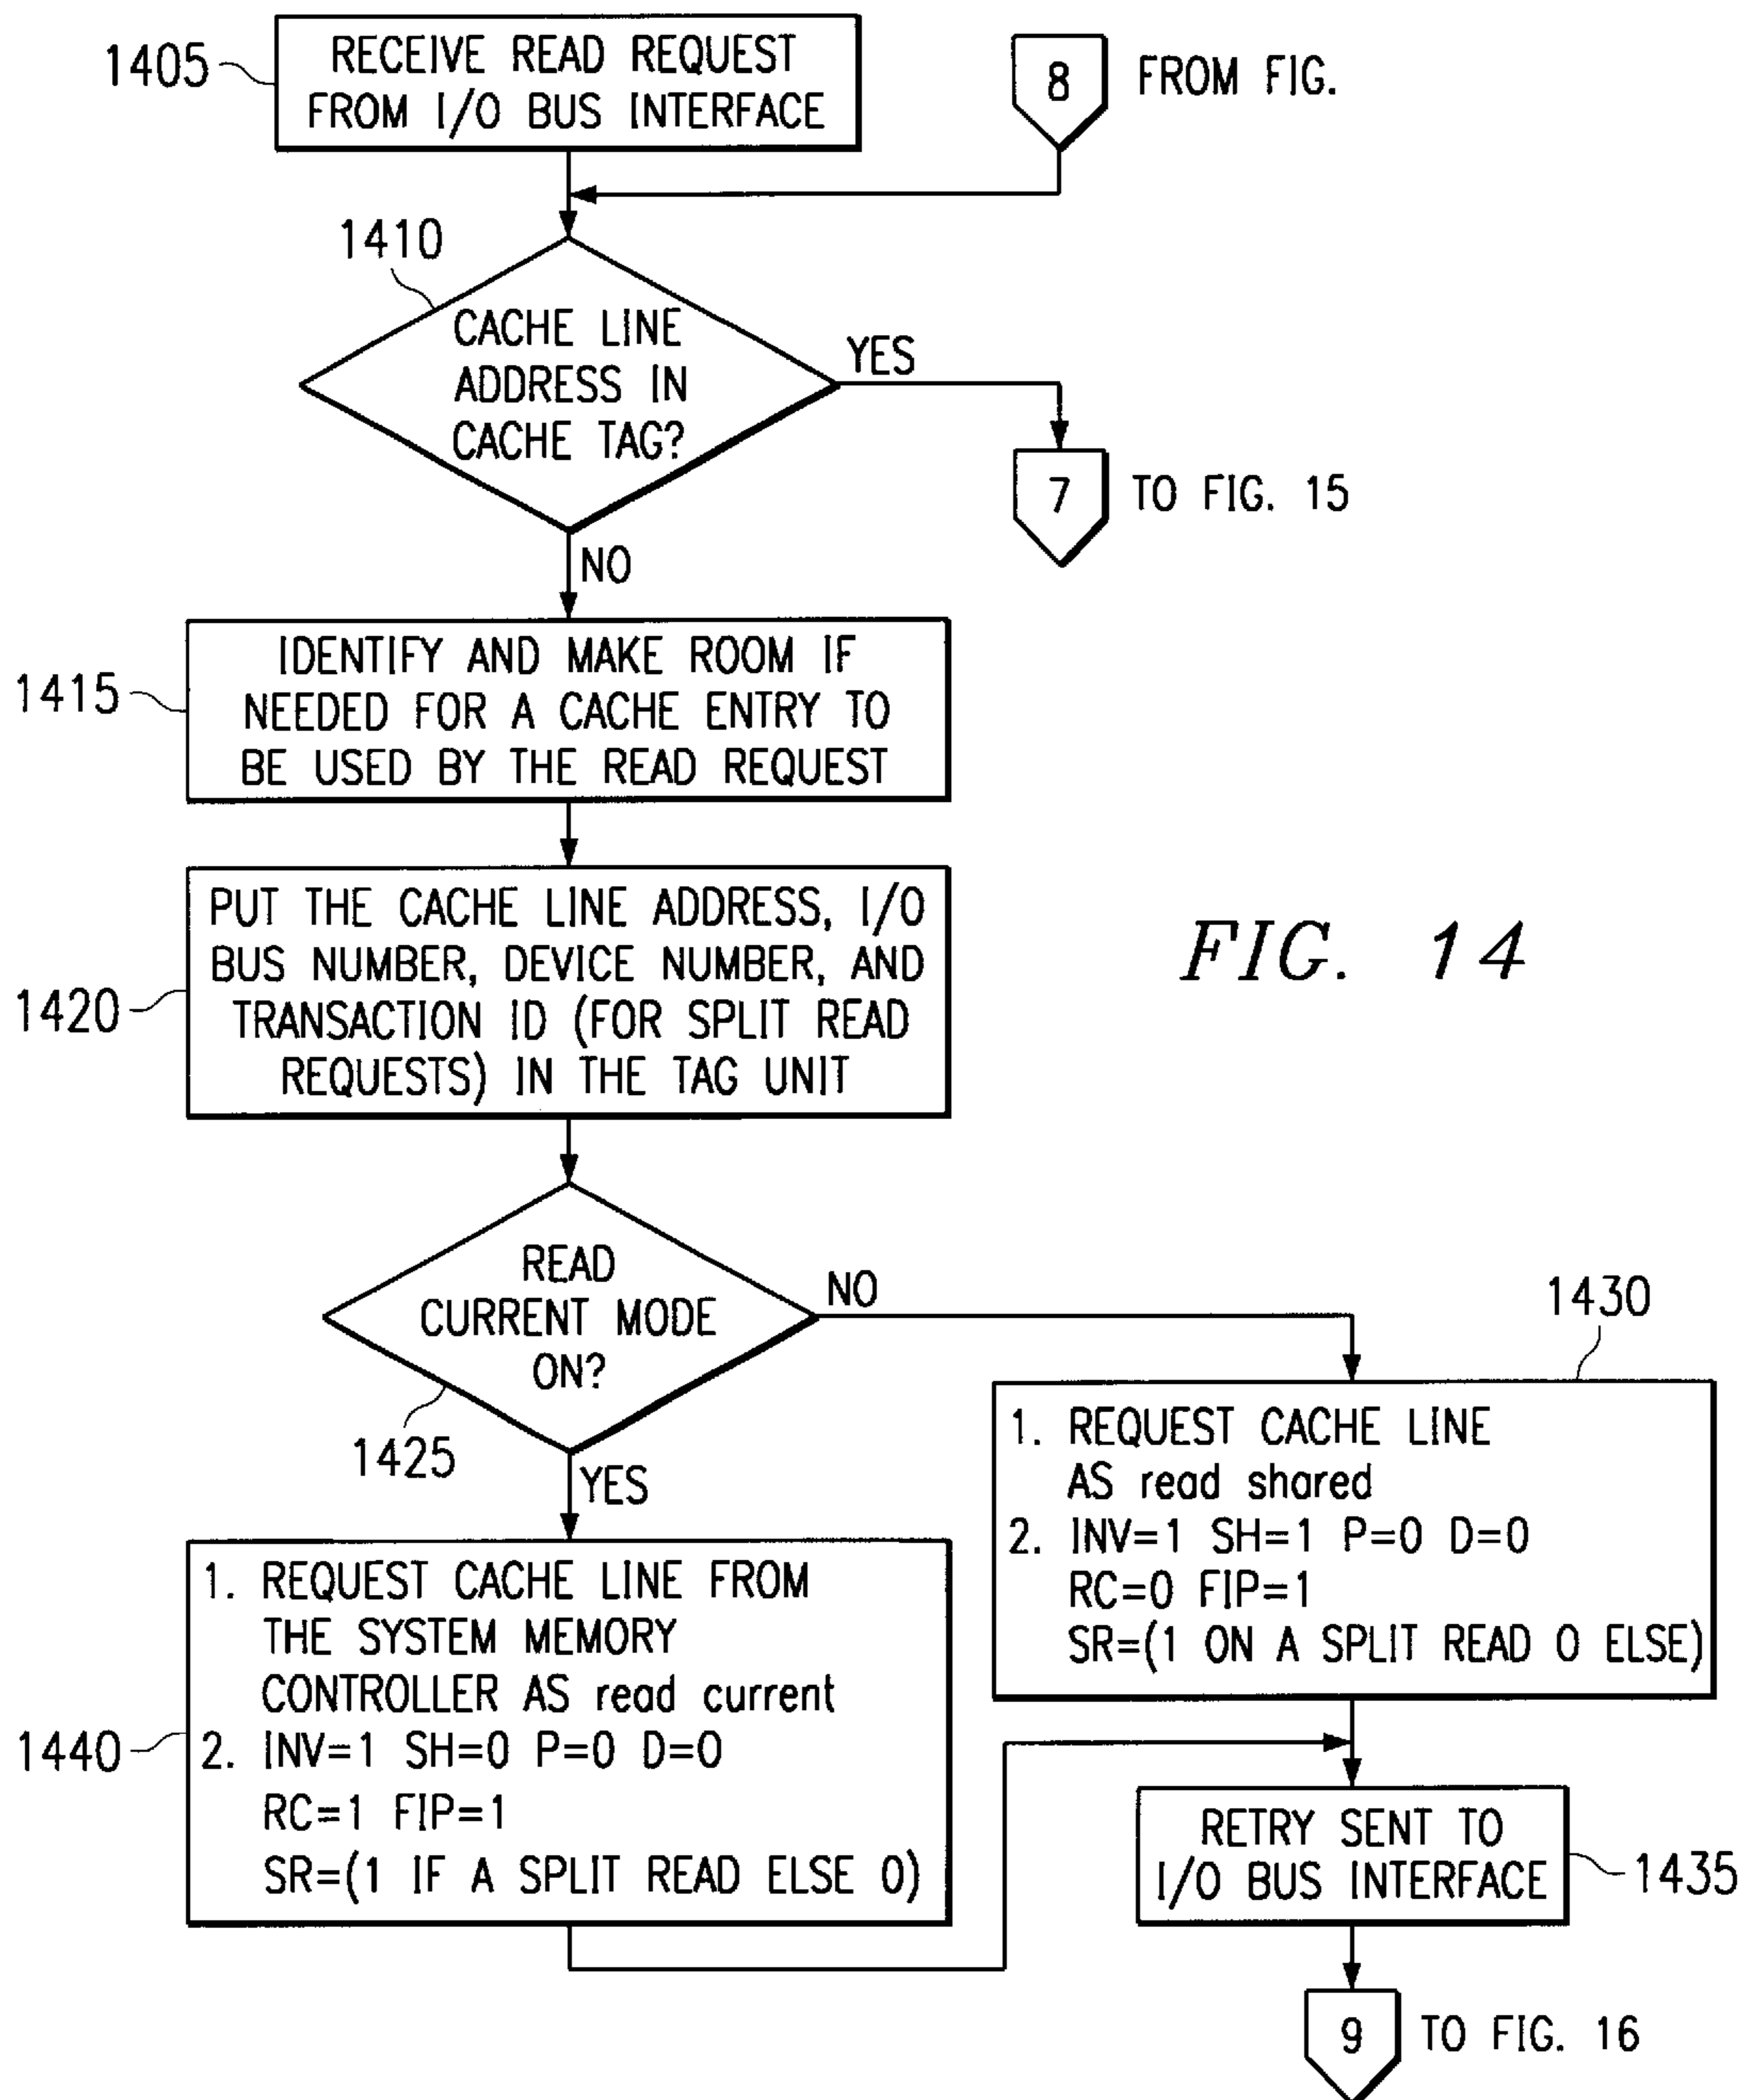 1405
RECEIVE READ REQUEST
FROM I/O BUS INTERFACE
8
FROM FIG.
1410
CACHE LINE
ADDRESS IN
CACHE TAG?
YES
7
TO FIG. 15
NO
1415
IDENTIFY AND MAKE ROOM IF
NEEDED FOR A CACHE ENTRY TO
BE USED BY THE READ REQUEST
1420
PUT THE CACHE LINE ADDRESS, I/O
BUS NUMBER, DEVICE NUMBER, AND
TRANSACTION ID (FOR SPLIT READ
REQUESTS) IN THE TAG UNIT
FIG. 14
READ
CURRENT MODE
ON?
NO
1425
YES
1430
1. REQUEST CACHE LINE
AS read shared
2. INV=1 SH=1 P=0 D=0
RC=0 FIP=1
SR=(1 ON A SPLIT READ 0 ELSE)
1440
1. REQUEST CACHE LINE FROM
THE SYSTEM MEMORY
CONTROLLER AS read current
2. INV=1 SH=0 P=0 D=0
RC=1 FIP=1
SR=(1 IF A SPLIT READ ELSE 0)
RETRY SENT TO
I/O BUS INTERFACE
1435
9
TO FIG. 16